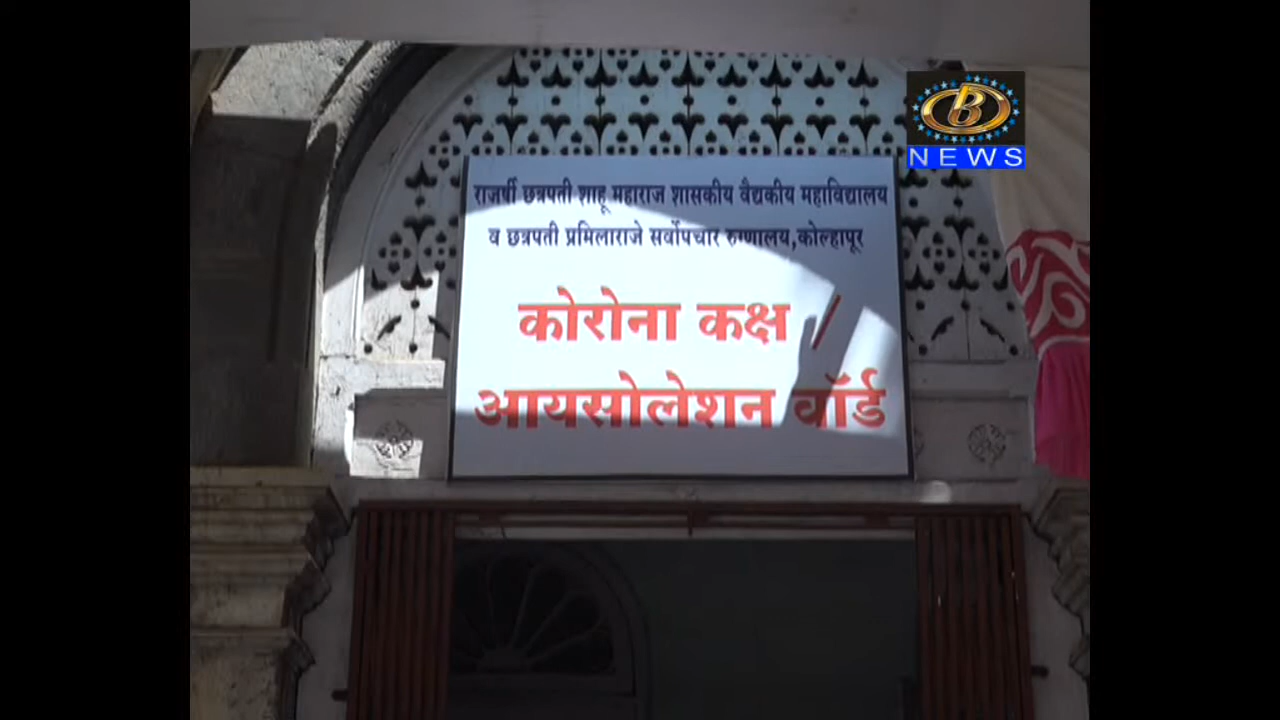 राजर्षी छत्रपती शाहू महाराज शासकीय वैद्यकीय महाविद्यालय
व छत्रपती प्रमिलाराजे सर्वोपचार रुग्णालय,कोल्हापूर
कोरोना कक्ष /
आयसोलेशन वॉर्ड
B
NEWS